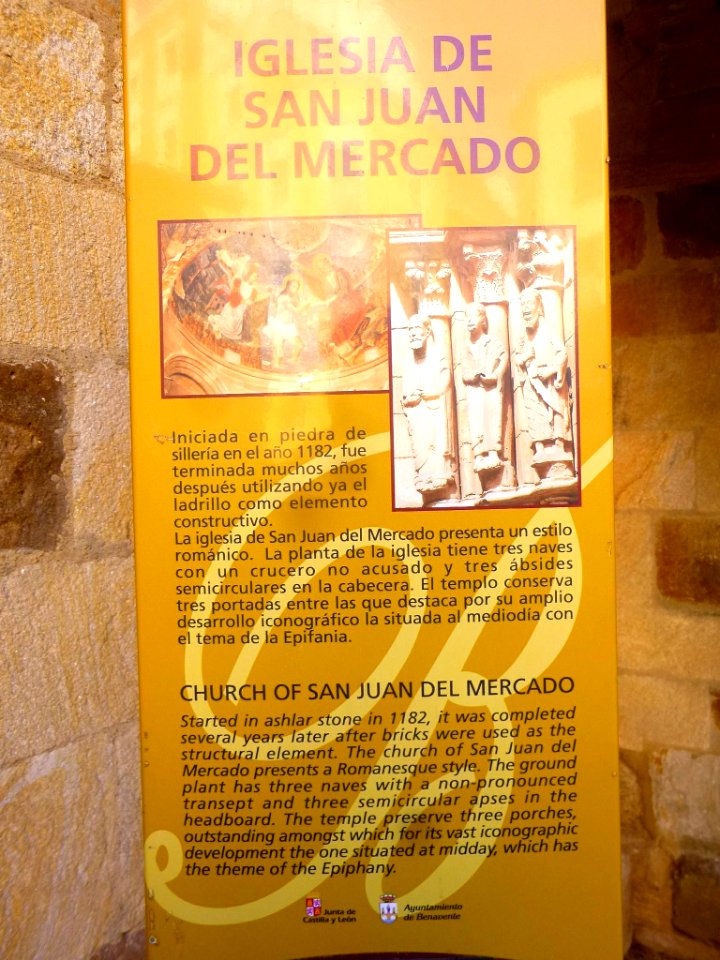 IGLESIA DE
SAN JUAN
DEL MERCADO
Iniciada en piedra de
sillería en el año 1182, fue
terminada muchos años
después utilizando ya el
ladrillo como elemento
constructivo.
La iglesia de San Juan del Mercado presenta un estilo
románico. La planta de la iglesia tiene tres naves
con un crucero no acusado y tres ábsides
semicirculares en la cabecera. El templo conserva
tres portadas entre las que destaca por su amplio
desarrollo iconográfico la situada al mediodía con
el tema de la Epifania.
CHURCH OF SAN JUAN DEL MERCADO
Started in ashlar stone in 1182, it was completed
several years later after bricks were used as the
structural element. The church of San Juan del
Mercado presents a Romanesque style. The ground
plant has three naves with a non-pronounced
transept and three semicircular apses in the
headboard. The temple preserve three porches,
outstanding amongst which for its vast iconographic
development the one situated at midday, which has
the theme of the Epiphany.
Junta de
Castilla y León
Ayuntamiento
de Benavente